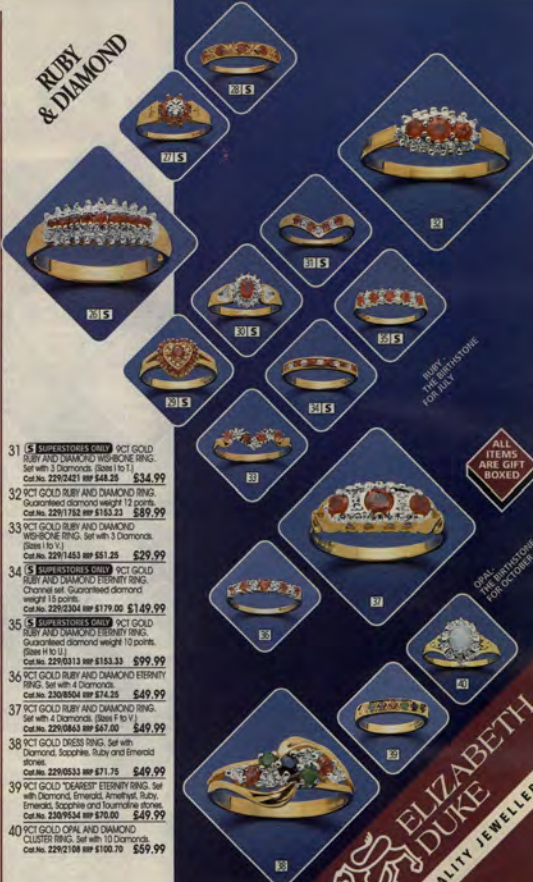 RUBY
& DIAMOND
28 S
27 S
32
26 S
31 S
30 S
35 S
29 S
34 S
RUBY -
THE BIRTHSTONE
FOR JULY
33
ALL
ITEMS
ARE GIFT
BOXED
37
OPAL -
THE BIRTHSTONE
FOR OCTOBER
36
40
39
38
31 S SUPERSTORES ONLY 9CT GOLD
RUBY AND DIAMOND WISHBONE RING.
Set with 3 Diamonds. (Sizes I to T.)
Cat.No. 229/2421 RRP $48.25 £34.99
32 9CT GOLD RUBY AND DIAMOND RING.
Guaranteed diamond weight 12 points.
Cat.No. 229/1752 RRP £153.23 £89.99
33 9CT GOLD RUBY AND DIAMOND
WISHBONE RING. Set with 3 Diamonds.
(Sizes I to V.)
Cat.No. 229/1453 RRP £51.25 £29.99
34 S SUPERSTORES ONLY 9CT GOLD
RUBY AND DIAMOND ETERNITY RING.
Channel set. Guaranteed diamond
weight 15 points.
Cat.No. 229/2304 RRP £179.00 £149.99
35 S SUPERSTORES ONLY 9CT GOLD
RUBY AND DIAMOND ETERNITY RING.
Guaranteed diamond weight 10 points.
(Sizes H to U.)
Cat.No. 229/0313 RRP £153.33 £99.99
36 9CT GOLD RUBY AND DIAMOND ETERNITY
RING. Set with 4 Diamonds.
Cat.No. 230/8504 RRP £74.25 £49.99
37 9CT GOLD RUBY AND DIAMOND RING.
Set with 4 Diamonds. (Sizes F to V.)
Cat.No. 229/0863 RRP £67.00 £49.99
38 9CT GOLD DRESS RING. Set with
Diamond, Sapphire, Ruby and Emerald
stones.
Cat.No. 229/0533 RRP £71.75 £49.99
39 9CT GOLD "DEAREST" ETERNITY RING. Set
with Diamond, Emerald, Amethyst, Ruby,
Emerald, Sapphire and Tourmaline stones.
Cat.No. 230/9534 RRP £70.00 £49.99
40 9CT GOLD OPAL AND DIAMOND
CLUSTER RING. Set with 10 Diamonds.
Cat.No. 229/2108 RRP £100.70 £59.99
ELIZABETH
DUKE
ALITY JEWELLE